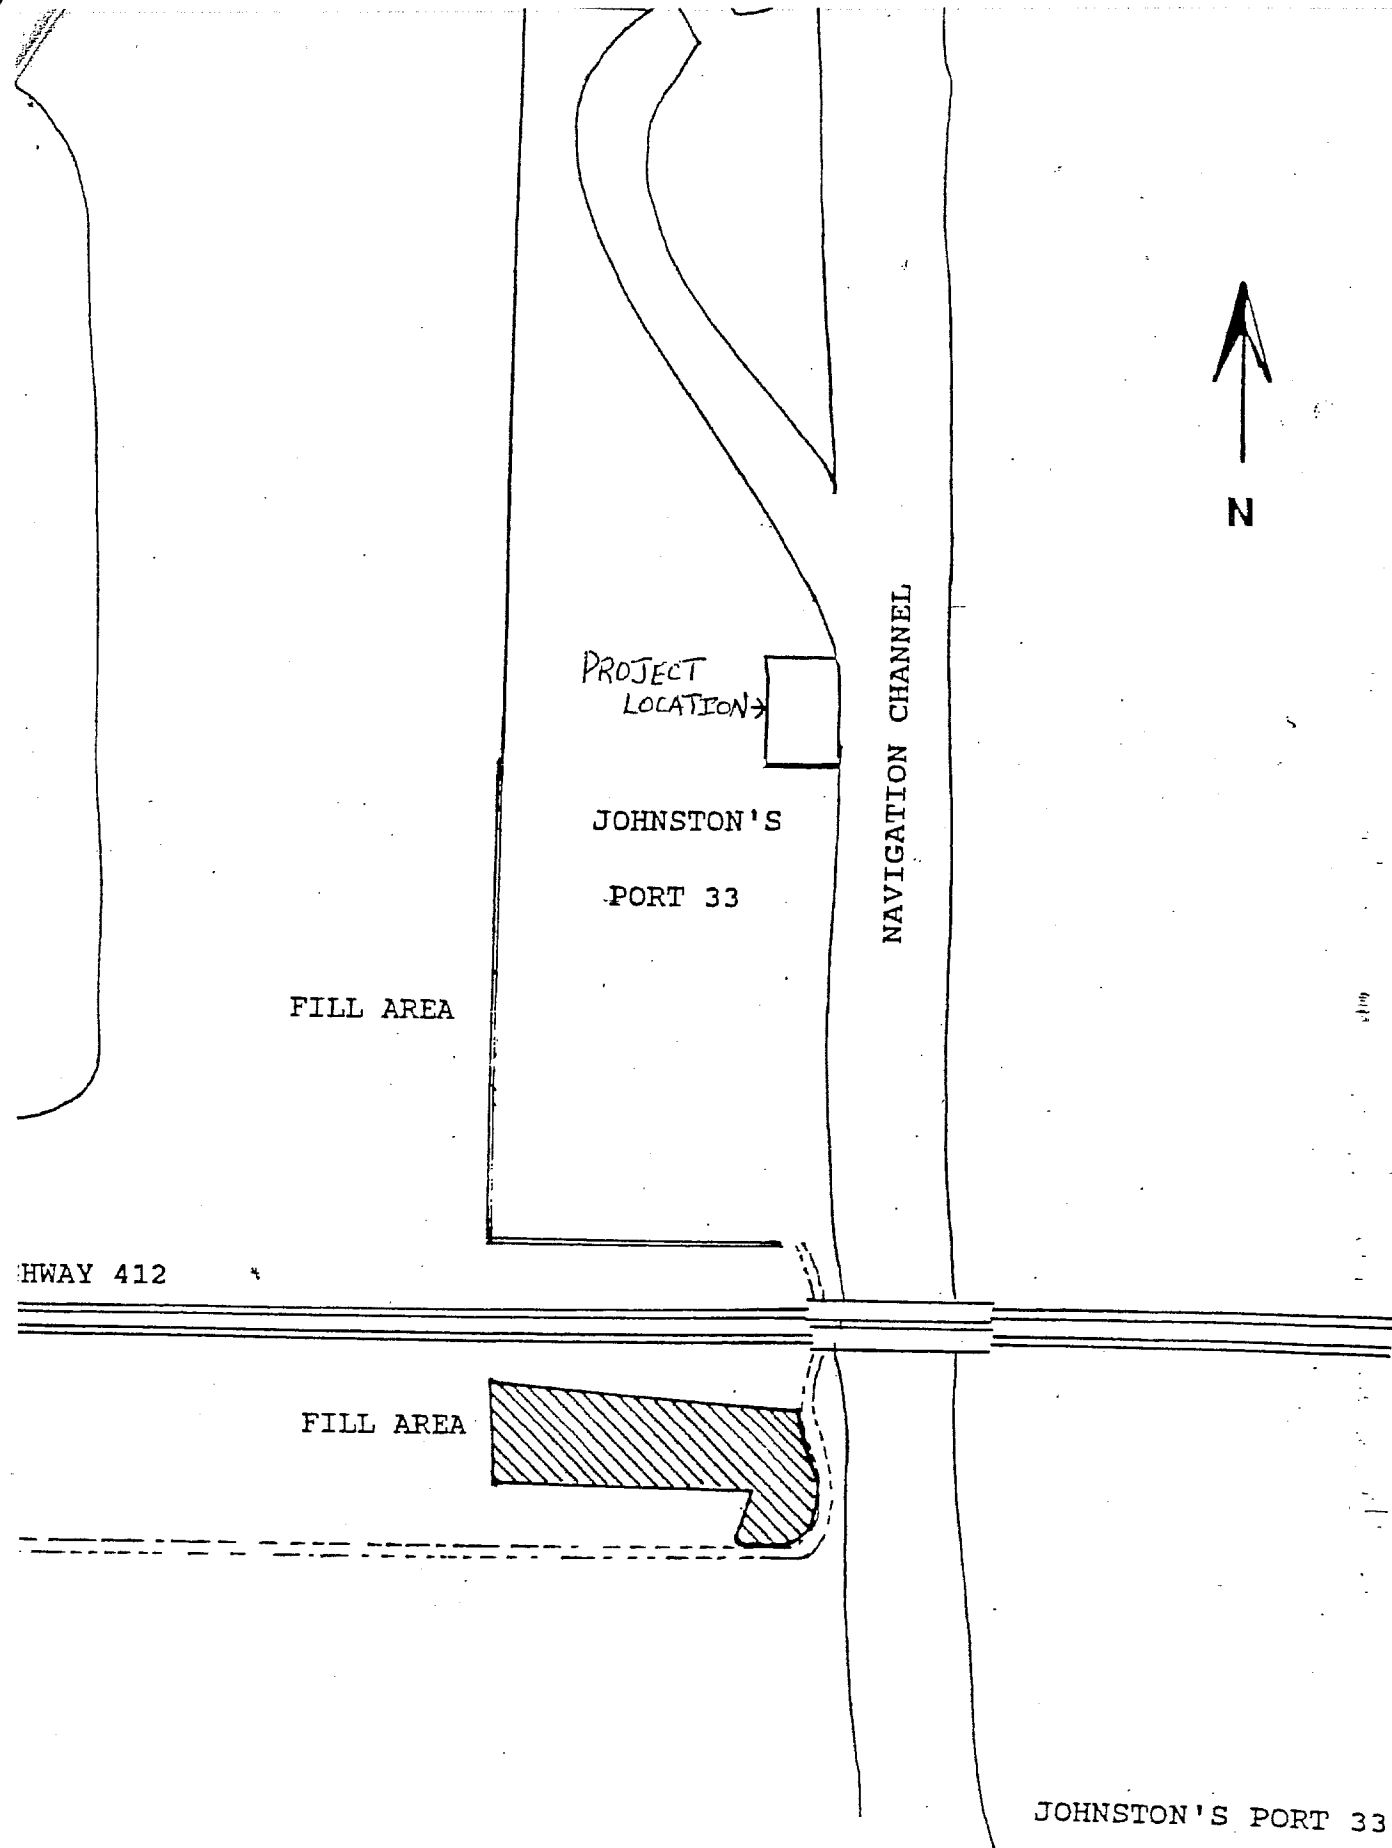 N
NAVIGATION CHANNEL
PROJECT
LOCATION
JOHNSTON'S
PORT 33
FILL AREA
HWAY 412
FILL AREA
JOHNSTON'S PORT 33